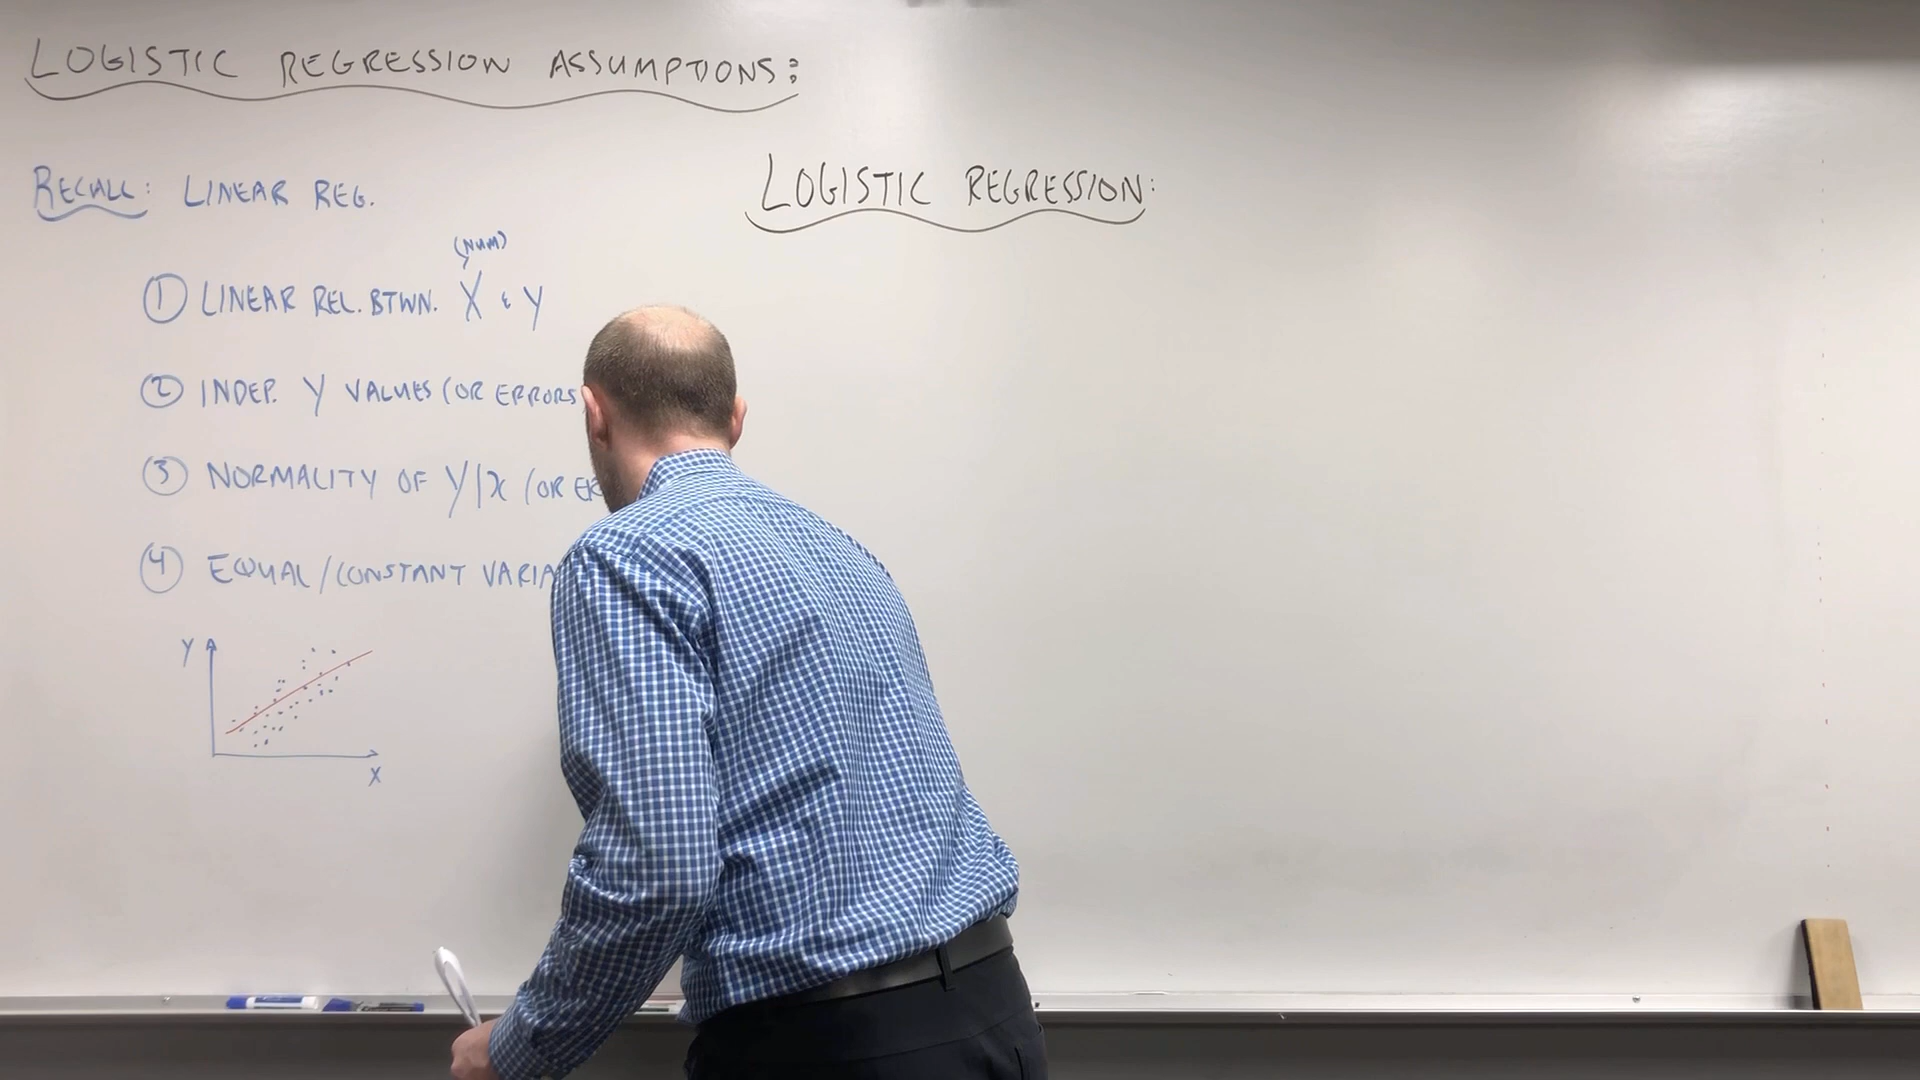 LOGISTIC REGRESSION ASSUMPTIONS:
RECALL: LINEAR REG.
LOGISTIC REGRESSION:
(NUM)
① LINEAR REL. BTWN. X & Y
② INDEP. Y VALUES (OR ERRORS
③ NORMALITY OF Y|x (OR
④ EQUAL/CONSTANT
Y
X